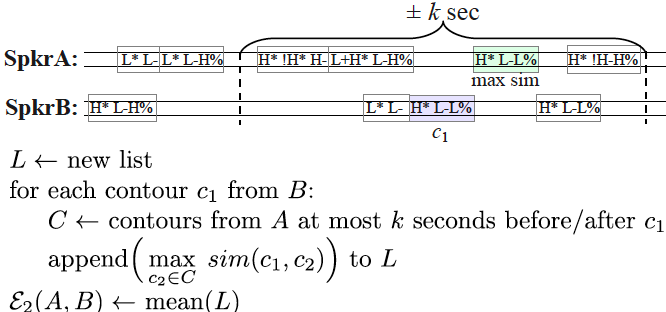 ± k sec
SpkrA: L* L- L* L-H% H* !H* H- L+H* L-H% H* L-L% H* !H-H%
max sim
SpkrB: H* L-H% L* L- H* L-L% H* L-L%
c₁
L ← new list
for each contour c₁ from B:
C ← contours from A at most k seconds before/after c₁
append( max sim(c₁, c₂) ) to L
c₂∈C
ℰ₂(A, B) ← mean(L)